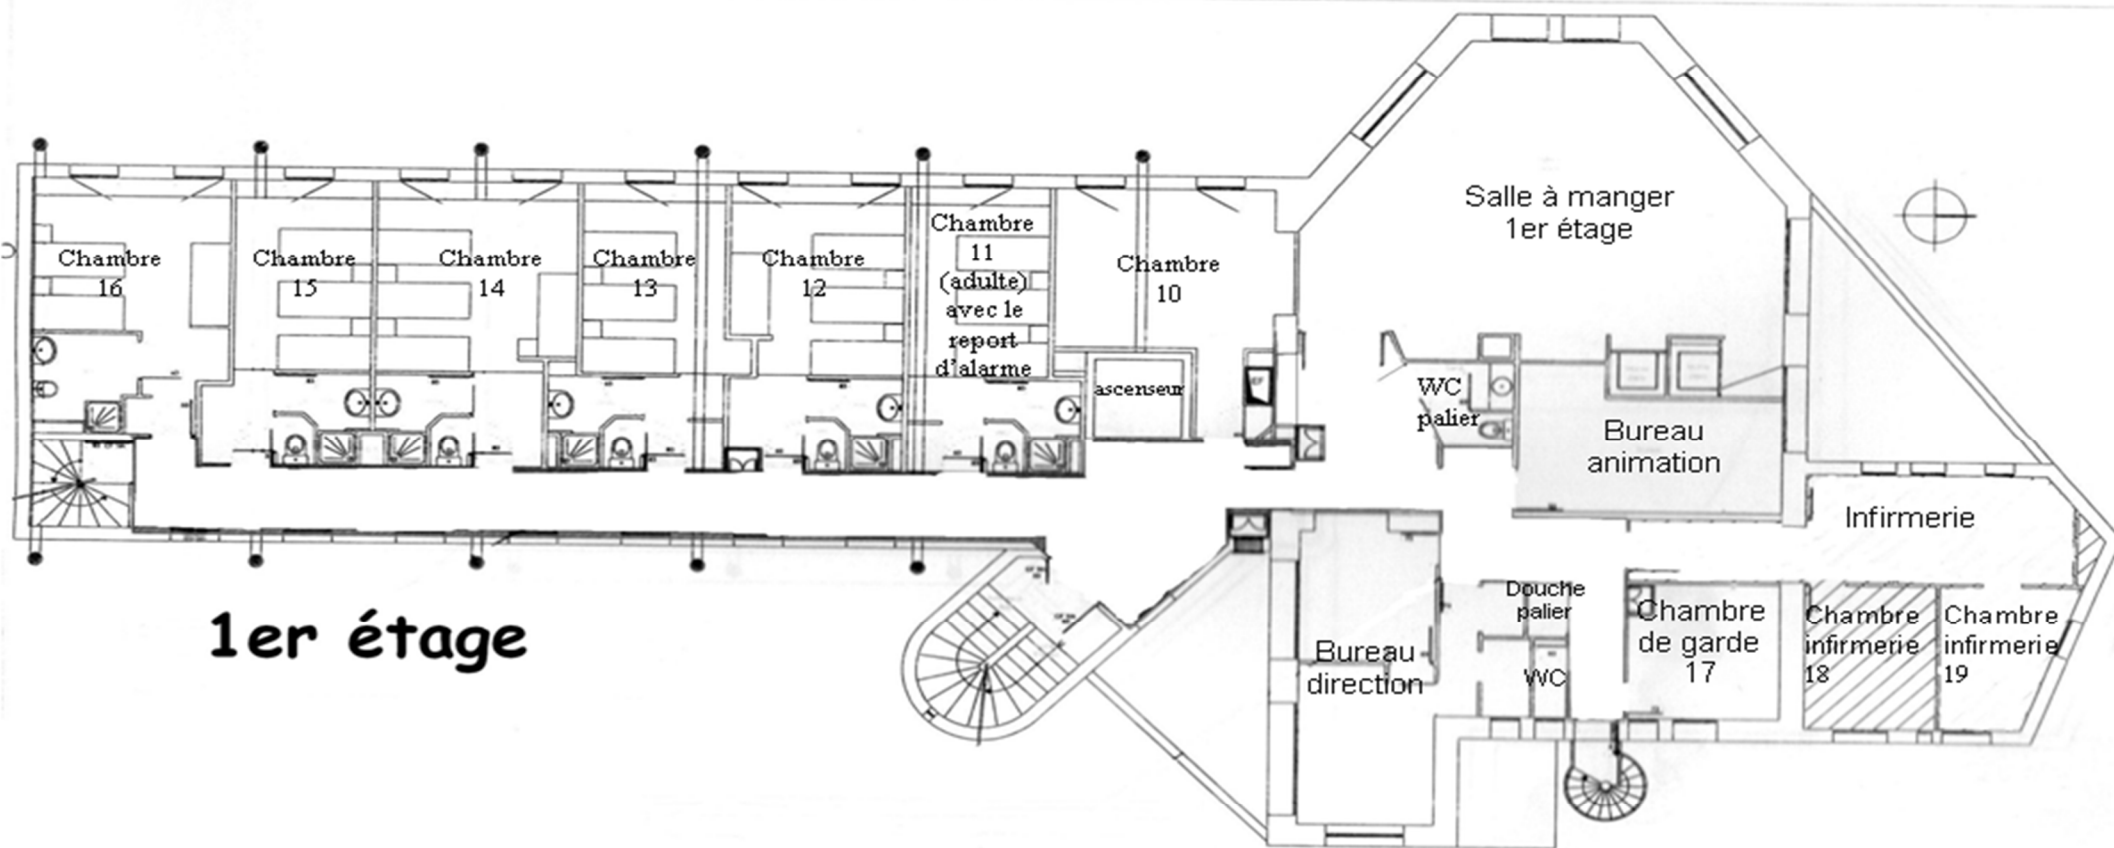 Salle à manger
1er étage
Chambre
16
Chambre
15
Chambre
14
Chambre
13
Chambre
12
Chambre
11
(adulte)
avec le
report
d'alarme
Chambre
10
ascenseur
WC
palier
Bureau
animation
Infirmerie
1er étage
Bureau
direction
Douche
palier
WC
Chambre
de garde
17
Chambre
infirmerie
18
Chambre
infirmerie
19